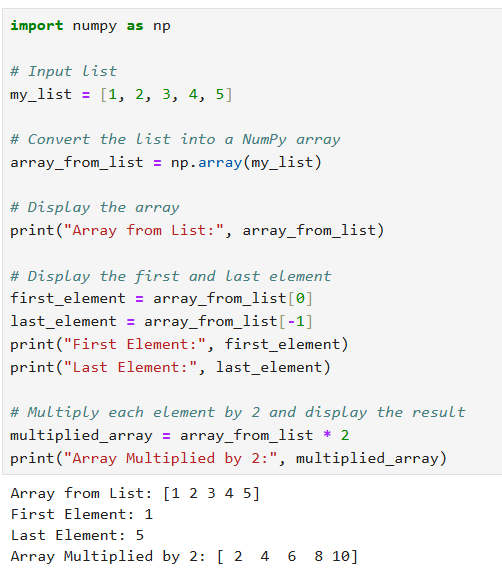 import numpy as np
# Input list
my_list = [1, 2, 3, 4, 5]
# Convert the list into a NumPy array
array_from_list = np.array(my_list)
# Display the array
print("Array from List:", array_from_list)
# Display the first and last element
first_element = array_from_list[0]
last_element = array_from_list[-1]
print("First Element:", first_element)
print("Last Element:", last_element)
# Multiply each element by 2 and display the result
multiplied_array = array_from_list * 2
print("Array Multiplied by 2:", multiplied_array)
Array from List: [1 2 3 4 5]
First Element: 1
Last Element: 5
Array Multiplied by 2: [ 2  4  6  8 10]